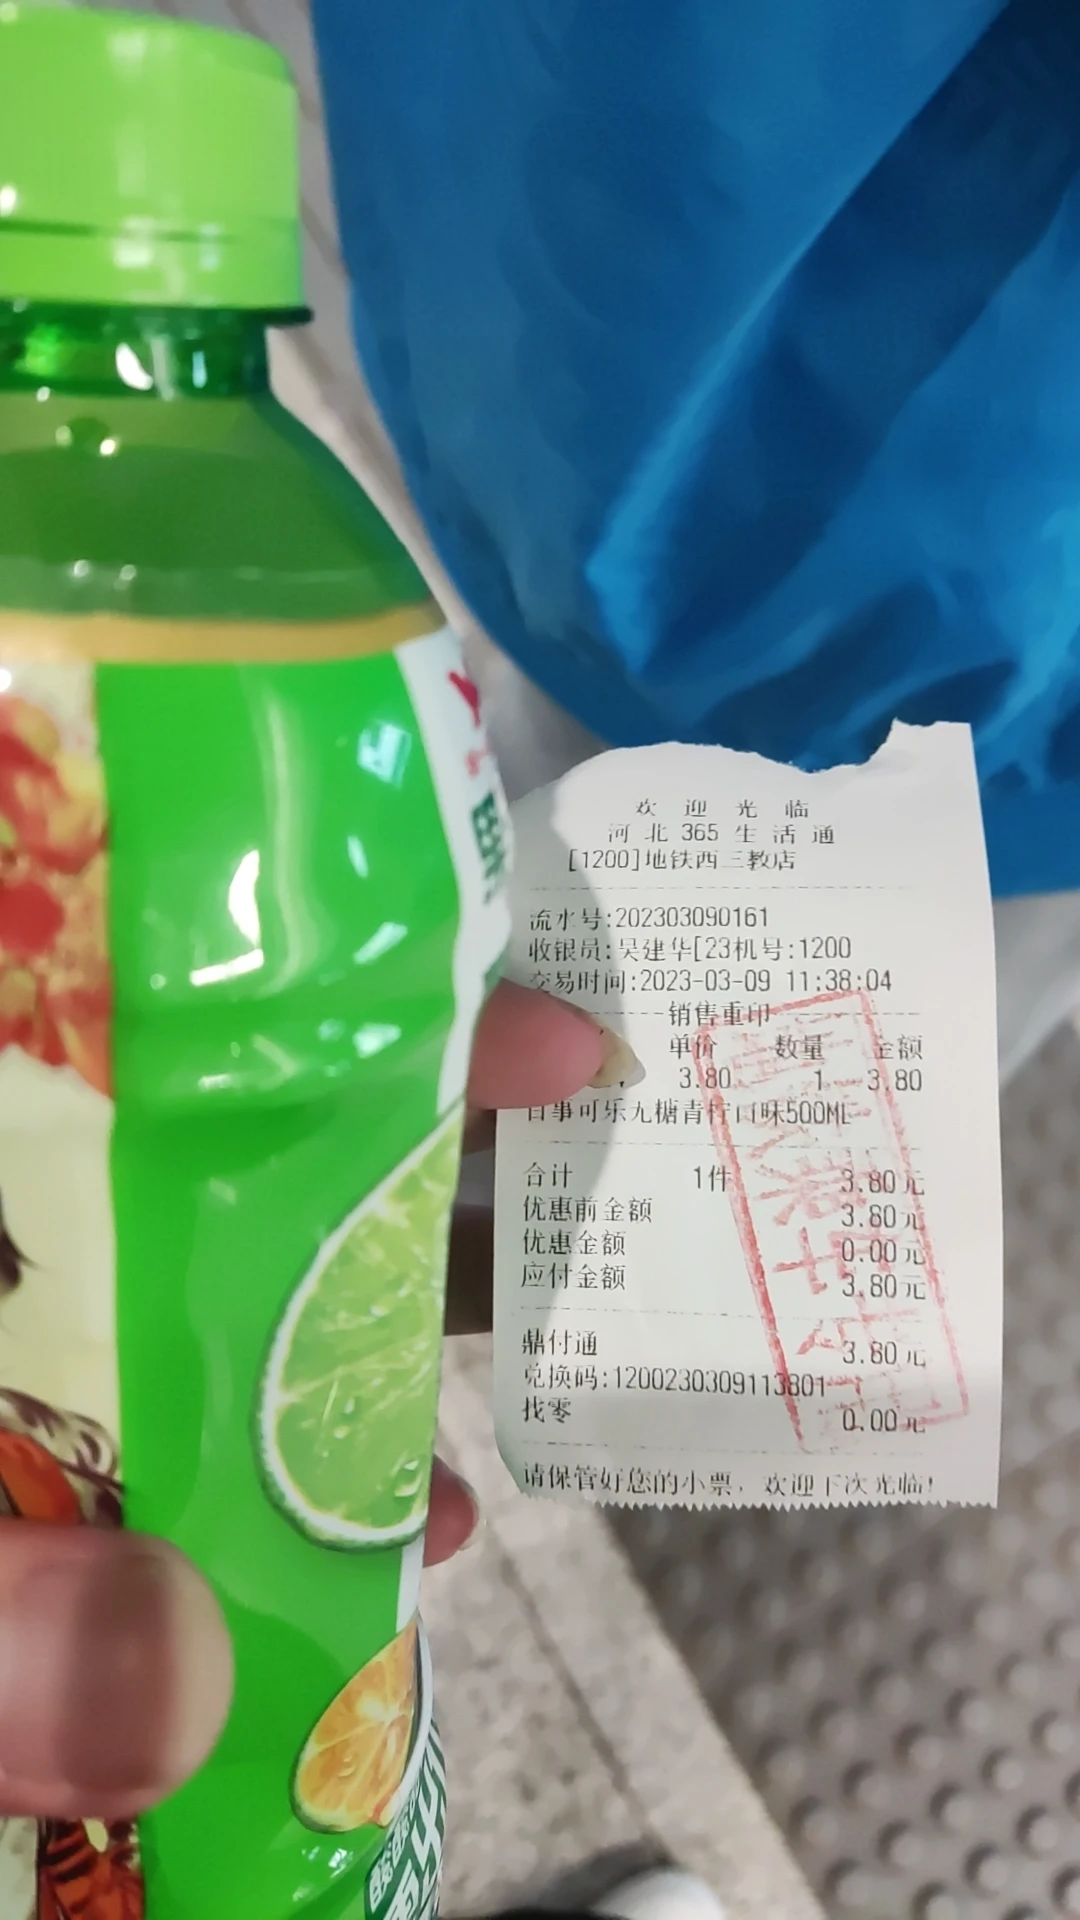 欢迎光临
河北365生活通
[1200]地铁西三教店
流水号:202303090161
收银员:吴建华[23机号:1200
交易时间:2023-03-09 11:38:04
销售重印
单价 数量 金额
3.80 1 3.80
百事可乐无糖青柠口味500ML
合计 1件 3.80元
优惠前金额 3.80元
优惠金额 0.00元
应付金额 3.80元
鼎付通 3.80元
兑换码:1200230309113801
找零 0.00元
请保管好您的小票，欢迎下次光临!